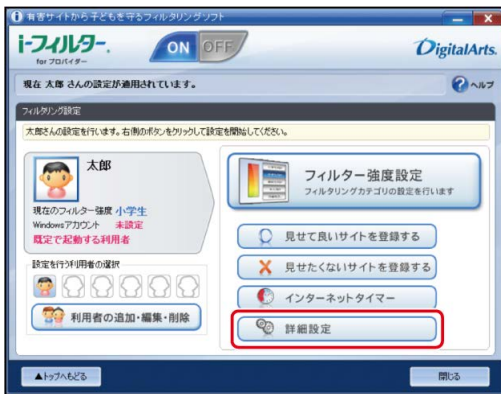 有害サイトから子どもを守るフィルタリングソフト
i-フィルター.
for プロバイダー
ON OFF
DigitalArts.
現在 太郎 さんの設定が適用されています。
ヘルプ
フィルタリング設定
太郎さんの設定を行います。右側のボタンをクリックして設定を開始してください。
太郎
現在のフィルター強度 小学生
Windowsアカウント 未設定
既定で起動する利用者
設定を行う利用者の選択
利用者の追加・編集・削除
フィルター強度設定
フィルタリングカテゴリの設定を行います
見せて良いサイトを登録する
見せたくないサイトを登録する
インターネットタイマー
詳細設定
▲トップへもどる
閉じる